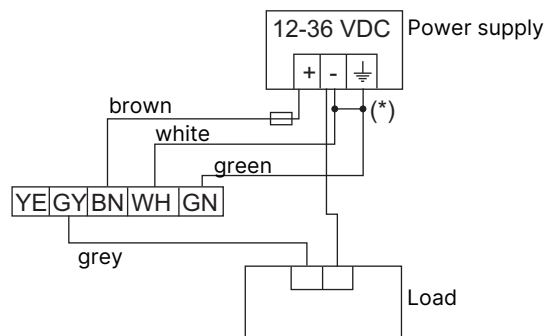 12-36 VDC Power supply
+ -
(*)
brown
white
green
YE GY BN WH GN
grey
Load